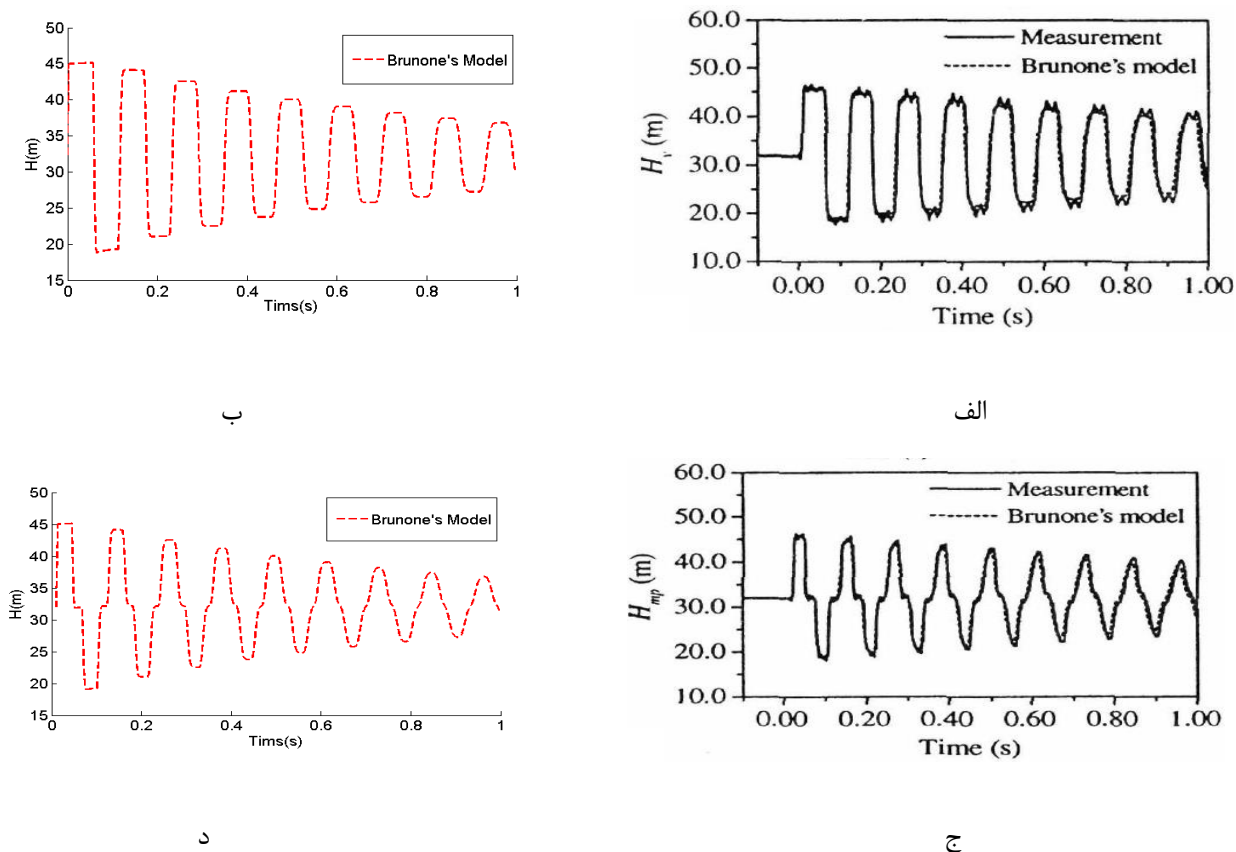 50
45
40
35
30
25
20
15
H(m)
Brunone's Model
0
0.2
0.4
0.6
0.8
1
Tims(s)
ب
60.0
50.0
40.0
30.0
20.0
10.0
H_v (m)
Measurement
Brunone's model
0.00 0.20 0.40 0.60 0.80 1.00
Time (s)
الف
50
45
40
35
30
25
20
15
H(m)
Brunone's Model
0
0.2
0.4
0.6
0.8
1
Tims(s)
د
60.0
50.0
40.0
30.0
20.0
10.0
H_mp (m)
Measurement
Brunone's model
0.00 0.20 0.40 0.60 0.80 1.00
Time (s)
ج